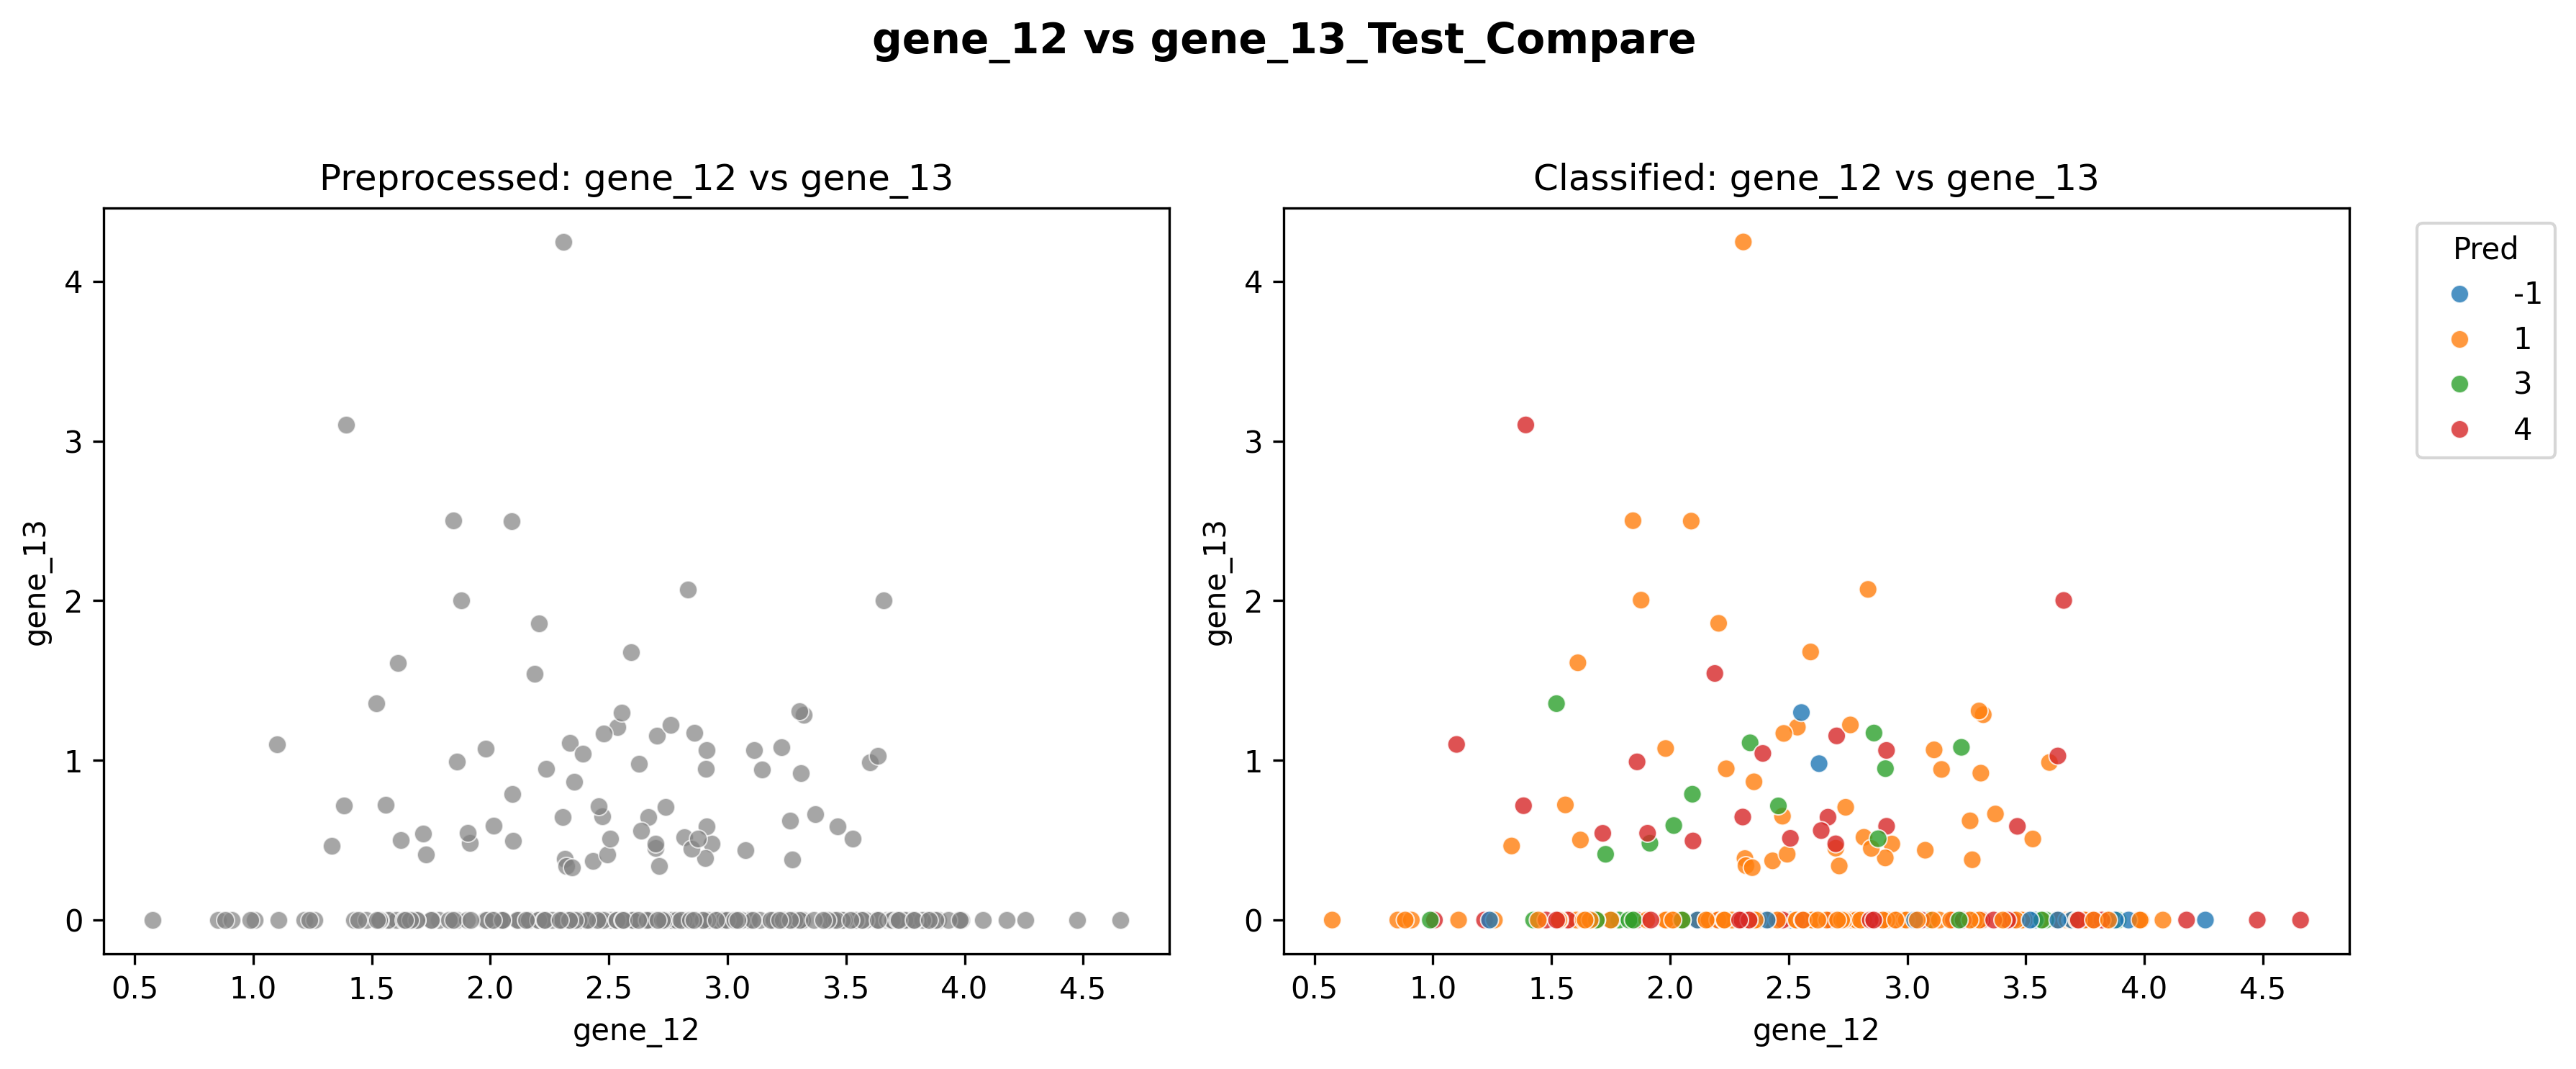 gene_12 vs gene_13_Test_Compare
Preprocessed: gene_12 vs gene_13
gene_13
4
3
2
1
0
0.5 1.0 1.5 2.0 2.5 3.0 3.5 4.0 4.5
gene_12
Classified: gene_12 vs gene_13
gene_13
4
3
2
1
0
0.5 1.0 1.5 2.0 2.5 3.0 3.5 4.0 4.5
gene_12
Pred
-1
1
3
4